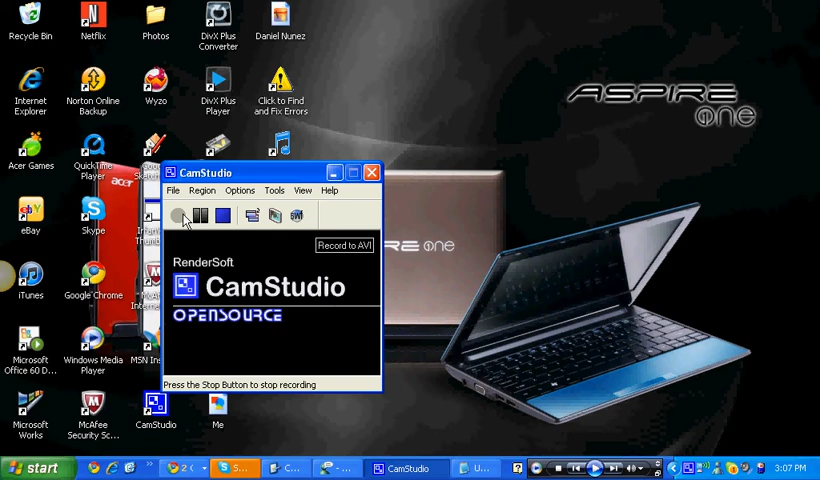 Recycle Bin
Netflix
Photos
DivX Plus
Converter
Daniel Nunez
Internet
Explorer
Norton Online
Backup
Wyzo
DivX Plus
Player
Click to Find
and Fix Errors
ASPIRE
one
Acer Games
QuickTime
Player
acer
CamStudio
File Region Options Tools View Help
Record to AVI
RenderSoft
CamStudio
OPENSOURCE
Press the Stop Button to stop recording
eBay
Skype
iTunes
Google Chrome
Microsoft
Office 60 D...
Windows Media
Player
Microsoft
Works
McAfee
Security Sc...
CamStudio
Me
start
2
S...
C...
- ...
CamStudio
U...
3:07 PM